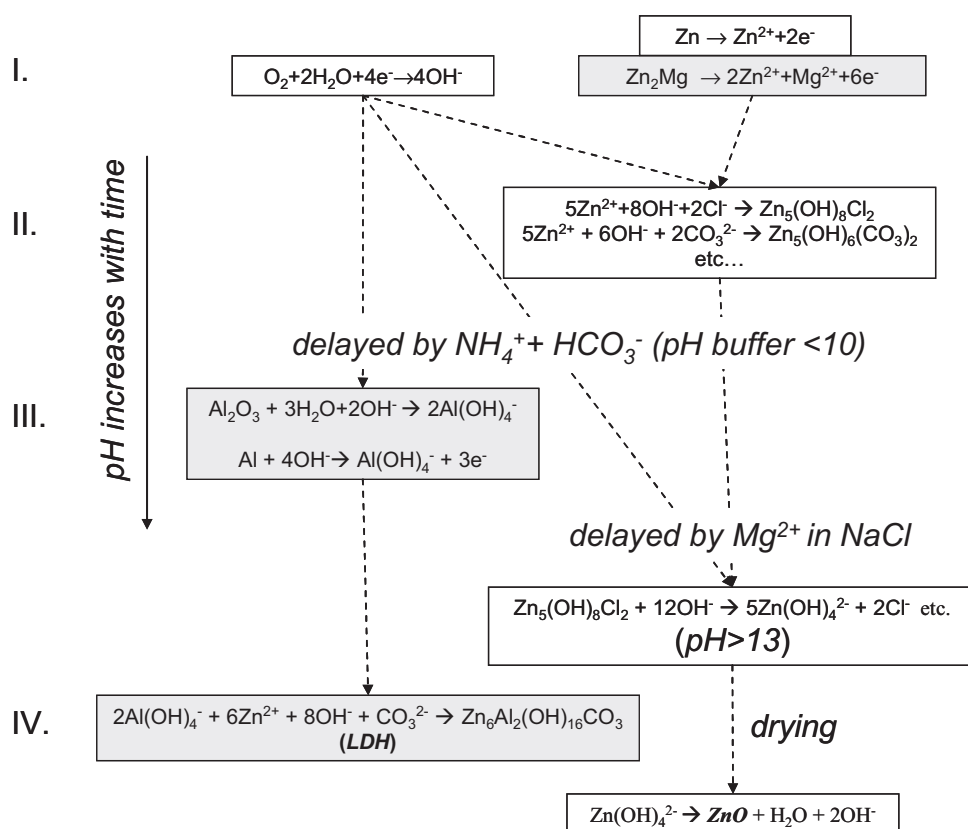 I.
O₂+2H₂O+4e⁻→4OH⁻
Zn → Zn²⁺+2e⁻
Zn₂Mg → 2Zn²⁺+Mg²⁺+6e⁻
pH increases with time
II.
5Zn²⁺+8OH⁻+2Cl⁻ → Zn₅(OH)₈Cl₂
5Zn²⁺ + 6OH⁻ + 2CO₃²⁻ → Zn₅(OH)₆(CO₃)₂
etc…
delayed by NH₄⁺+ HCO₃⁻ (pH buffer <10)
III.
Al₂O₃ + 3H₂O+2OH⁻→ 2Al(OH)₄⁻
Al + 4OH⁻→ Al(OH)₄⁻ + 3e⁻
delayed by Mg²⁺ in NaCl
Zn₅(OH)₈Cl₂ + 12OH⁻ → 5Zn(OH)₄²⁻ + 2Cl⁻ etc.
(pH>13)
IV.
2Al(OH)₄⁻ + 6Zn²⁺ + 8OH⁻ + CO₃²⁻ → Zn₆Al₂(OH)₁₆CO₃
(LDH)
drying
Zn(OH)₄²⁻ → ZnO + H₂O + 2OH⁻